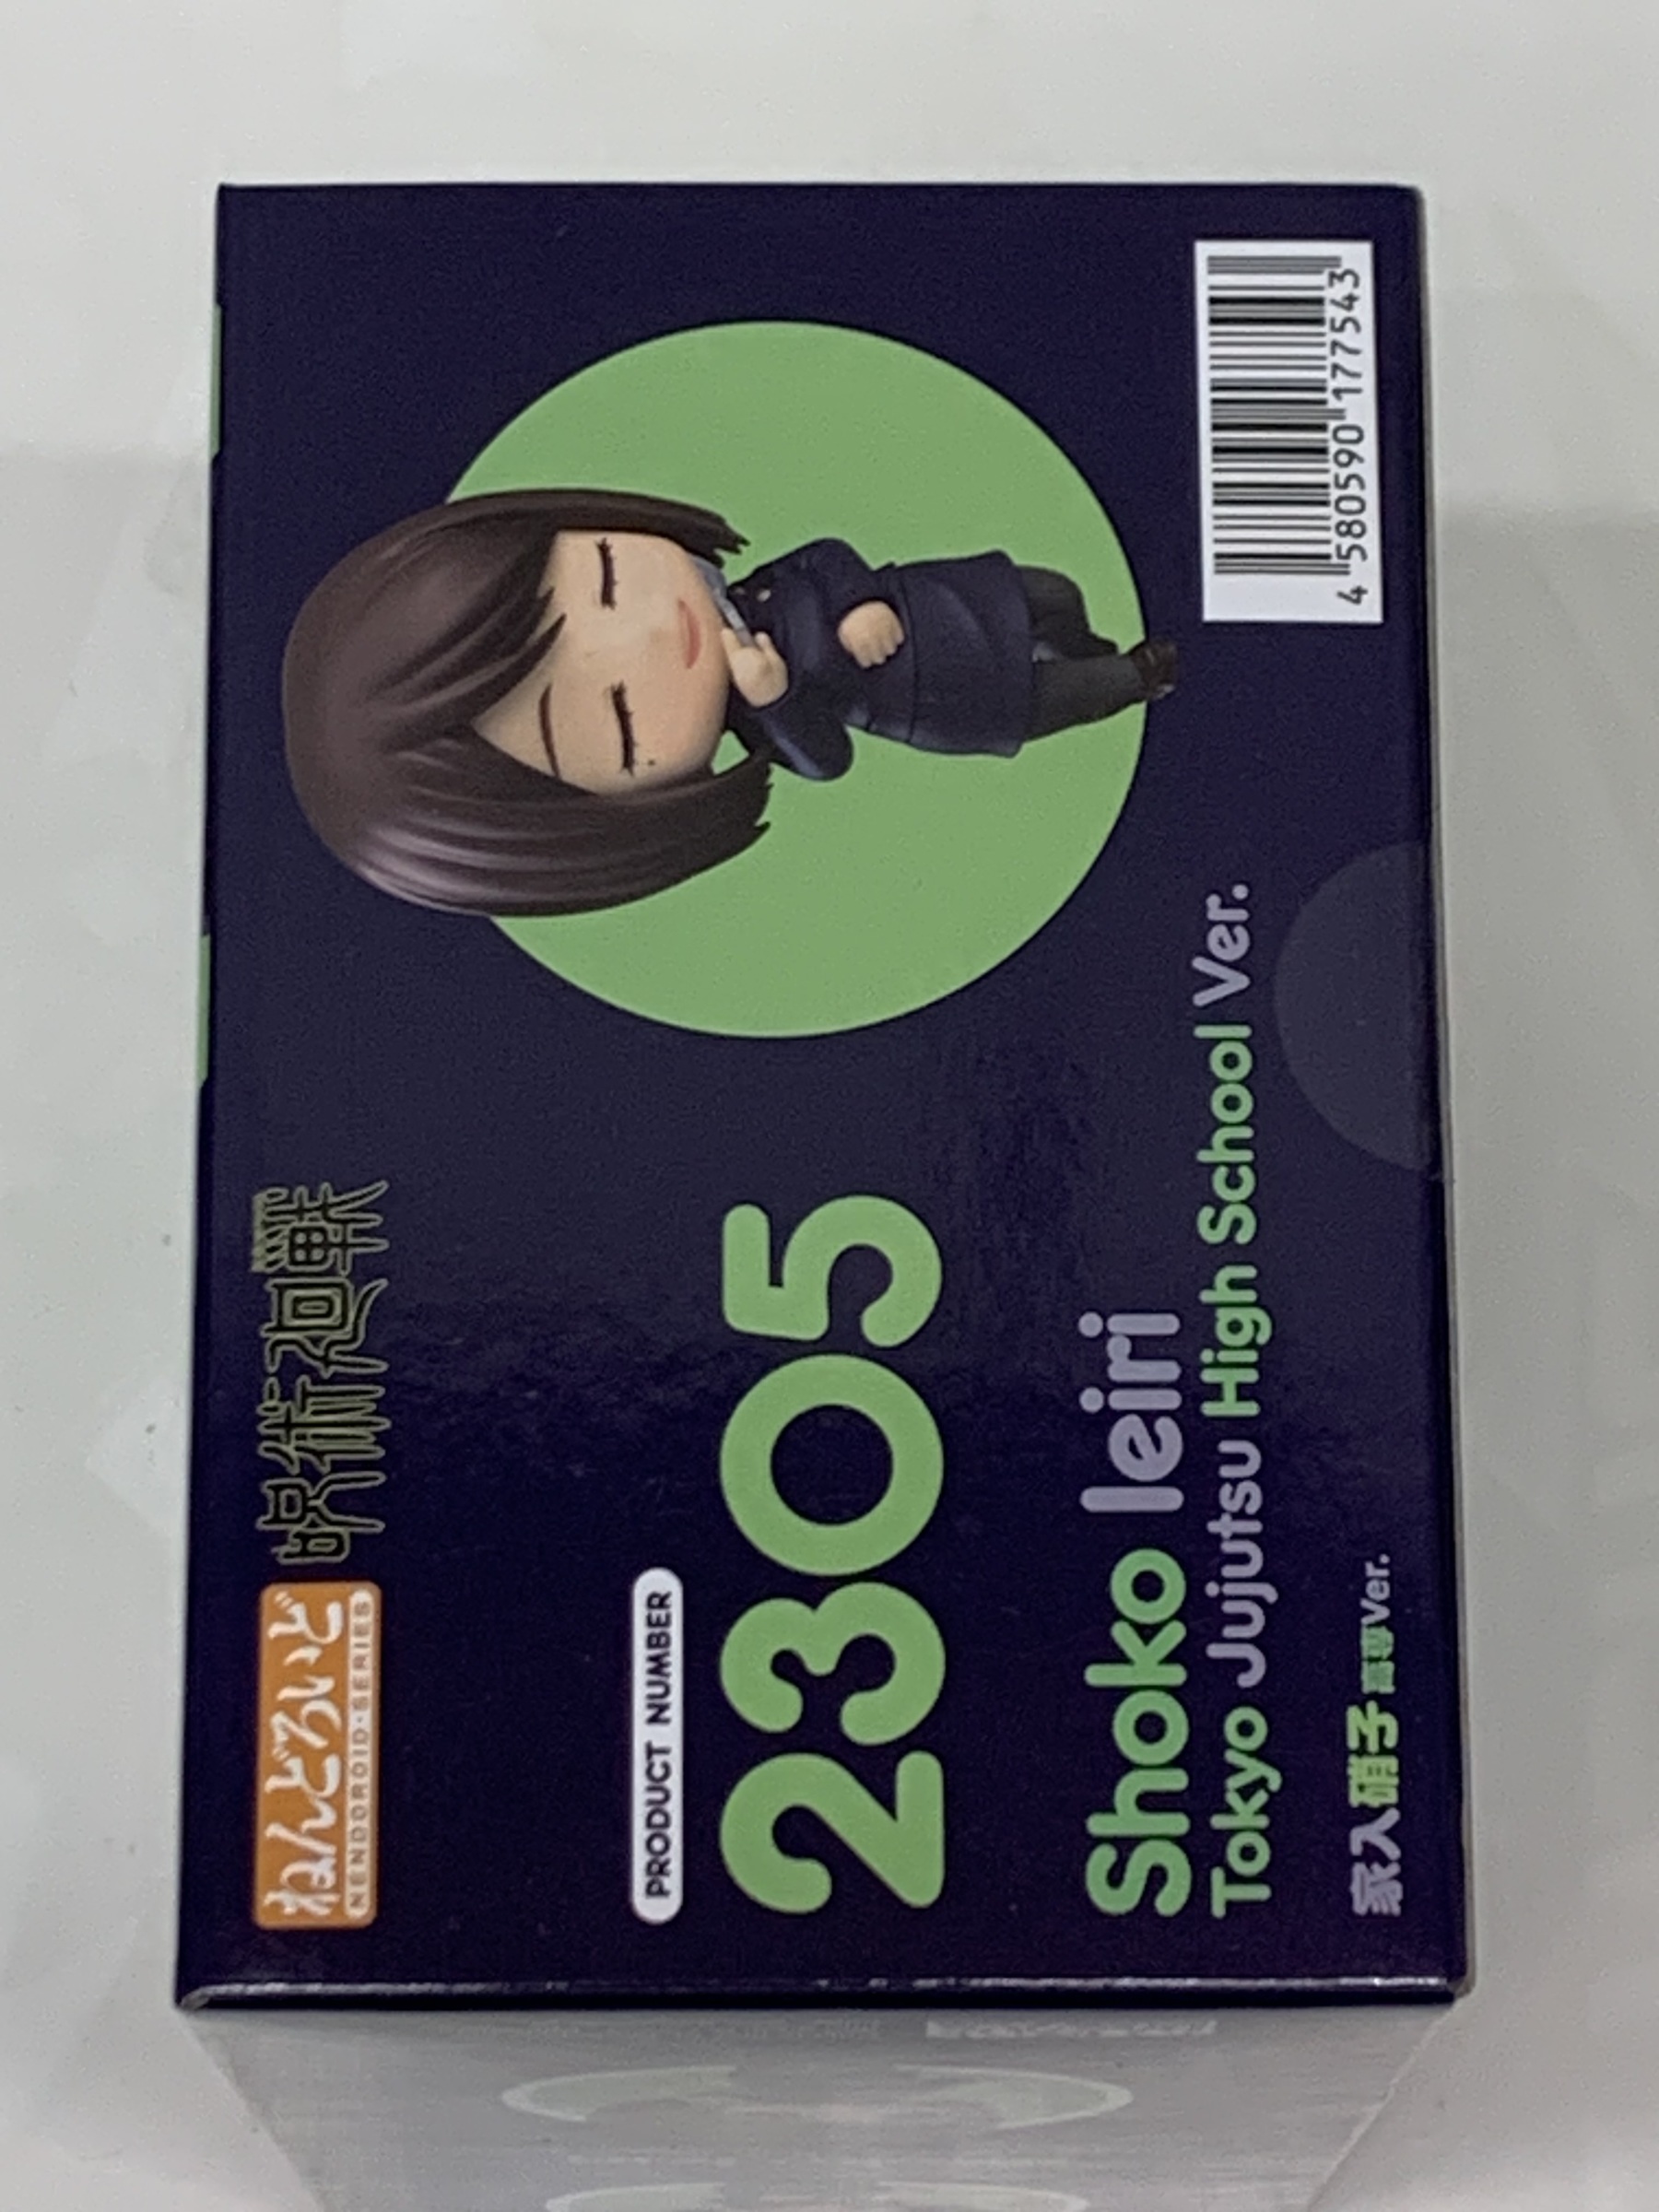 ねんどろいど
NENDOROID·SERIES
呪術廻戦
PRODUCT NUMBER
2305
Shoko Ieiri
Tokyo Jujutsu High School Ver.
家入硝子 高専Ver.
4 580590 177543